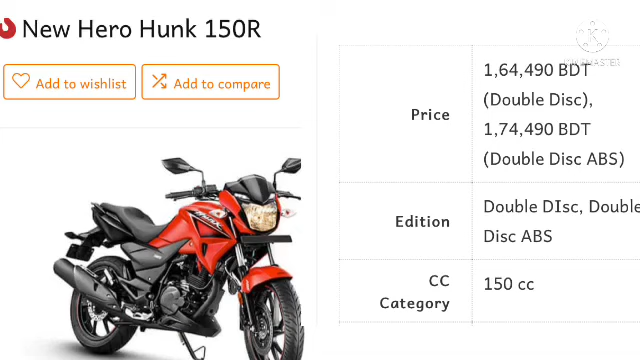 New Hero Hunk 150R
Add to wishlist
Add to compare
Price
1,64,490 BDT
(Double Disc),
1,74,490 BDT
(Double Disc ABS)
Edition
Double DIsc, Double
Disc ABS
CC
Category
150 cc
KINEMASTER